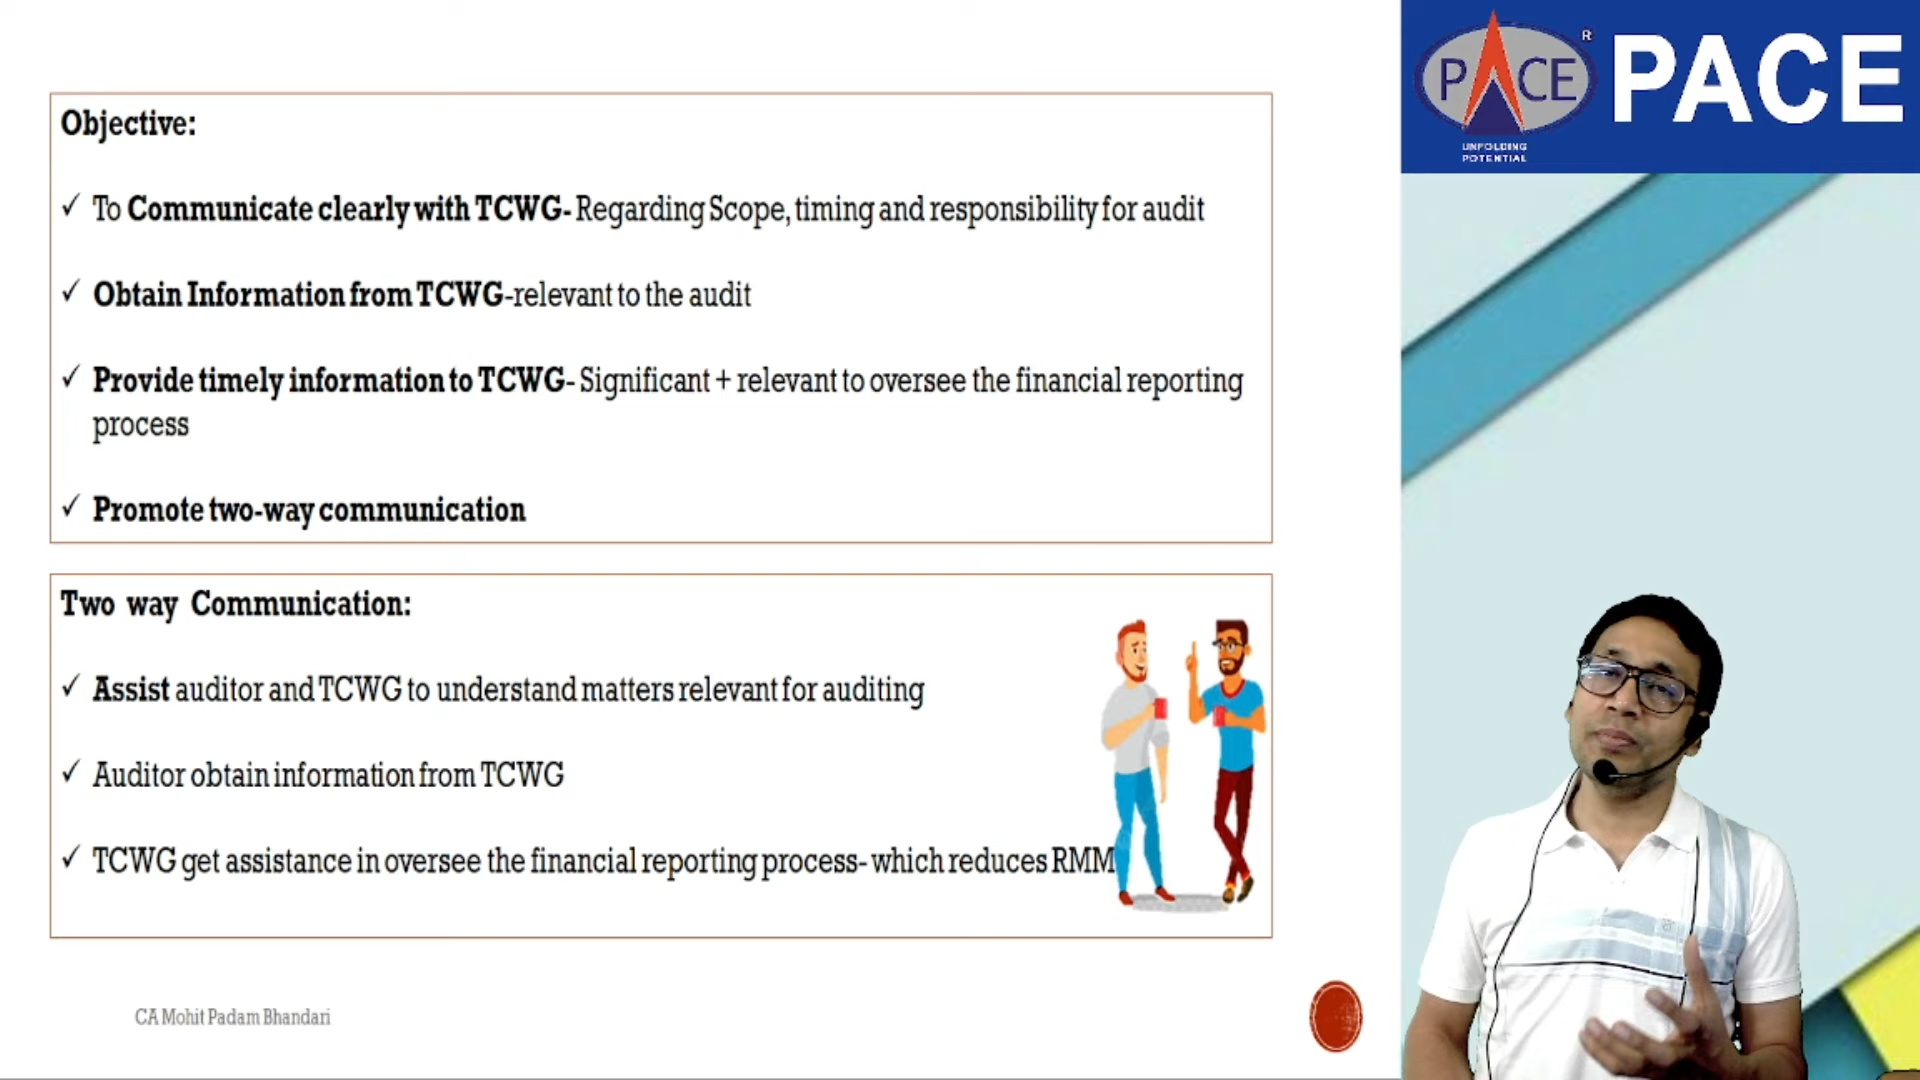 Objective:
✓ To Communicate clearly with TCWG- Regarding Scope, timing and responsibility for audit
✓ Obtain Information from TCWG-relevant to the audit
✓ Provide timely information to TCWG- Significant + relevant to oversee the financial reporting
process
✓ Promote two-way communication
Two way Communication:
✓ Assist auditor and TCWG to understand matters relevant for auditing
✓ Auditor obtain information from TCWG
✓ TCWG get assistance in oversee the financial reporting process- which reduces RMM
CA Mohit Padam Bhandari
PACE ®
UNFOLDING
POTENTIAL
PACE